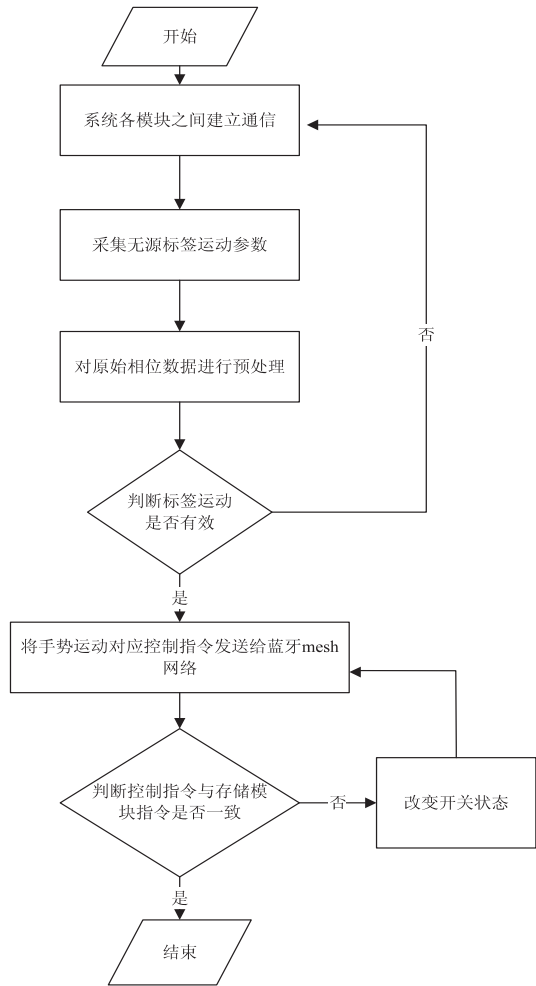 开始
系统各模块之间建立通信
采集无源标签运动参数
否
对原始相位数据进行预处理
判断标签运动
是否有效
是
将手势运动对应控制指令发送给蓝牙mesh
网络
判断控制指令与存储模
块指令是否一致
否
改变开关状态
是
结束